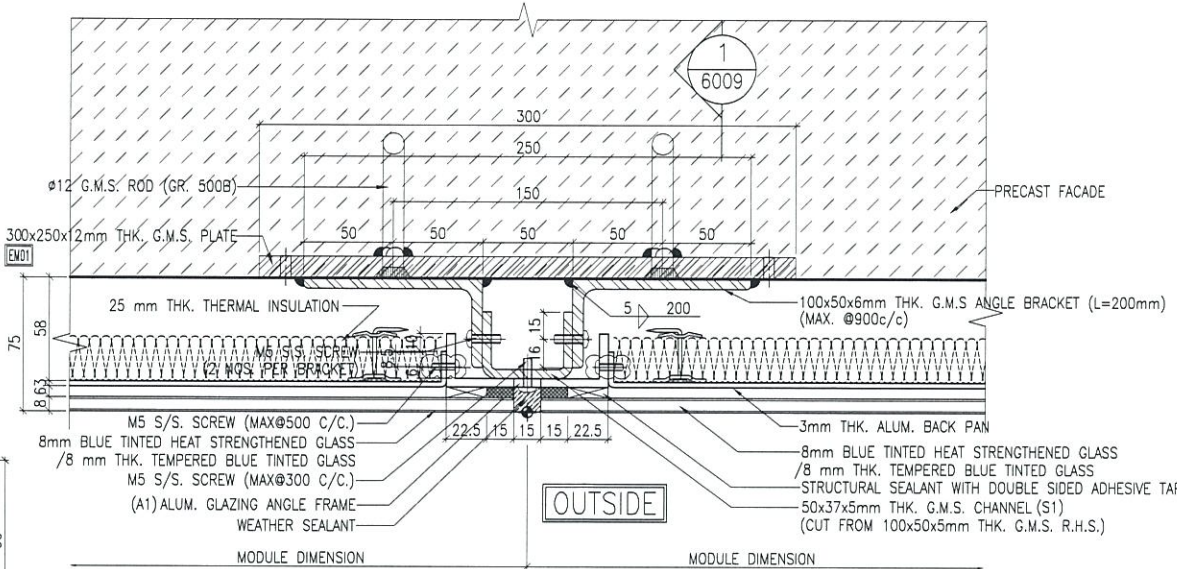 1
6009
300
250
ø12 G.M.S. ROD (GR. 500B)
150
PRECAST FACADE
300x250x12mm THK. G.M.S. PLATE
50 50 50 50 50
EM01
25 mm THK. THERMAL INSULATION
5 200
100x50x6mm THK. G.M.S ANGLE BRACKET (L=200mm)
(MAX. @900c/c)
75
58
15
10
M5 S.S. SCREW
8.5
16
(2 NOS. PER BRACKET)
8 6 3
M5 S/S. SCREW (MAX@500 C/C.)
22.5 15 15 15 22.5
3mm THK. ALUM. BACK PAN
8mm BLUE TINTED HEAT STRENGTHENED GLASS
/8 mm THK. TEMPERED BLUE TINTED GLASS
8mm BLUE TINTED HEAT STRENGTHENED GLASS
/8 mm THK. TEMPERED BLUE TINTED GLASS
M5 S/S. SCREW (MAX@300 C/C.)
STRUCTURAL SEALANT WITH DOUBLE SIDED ADHESIVE TAP
(A1) ALUM. GLAZING ANGLE FRAME
OUTSIDE
50x37x5mm THK. G.M.S. CHANNEL (S1)
WEATHER SEALANT
(CUT FROM 100x50x5mm THK. G.M.S. R.H.S.)
MODULE DIMENSION
MODULE DIMENSION